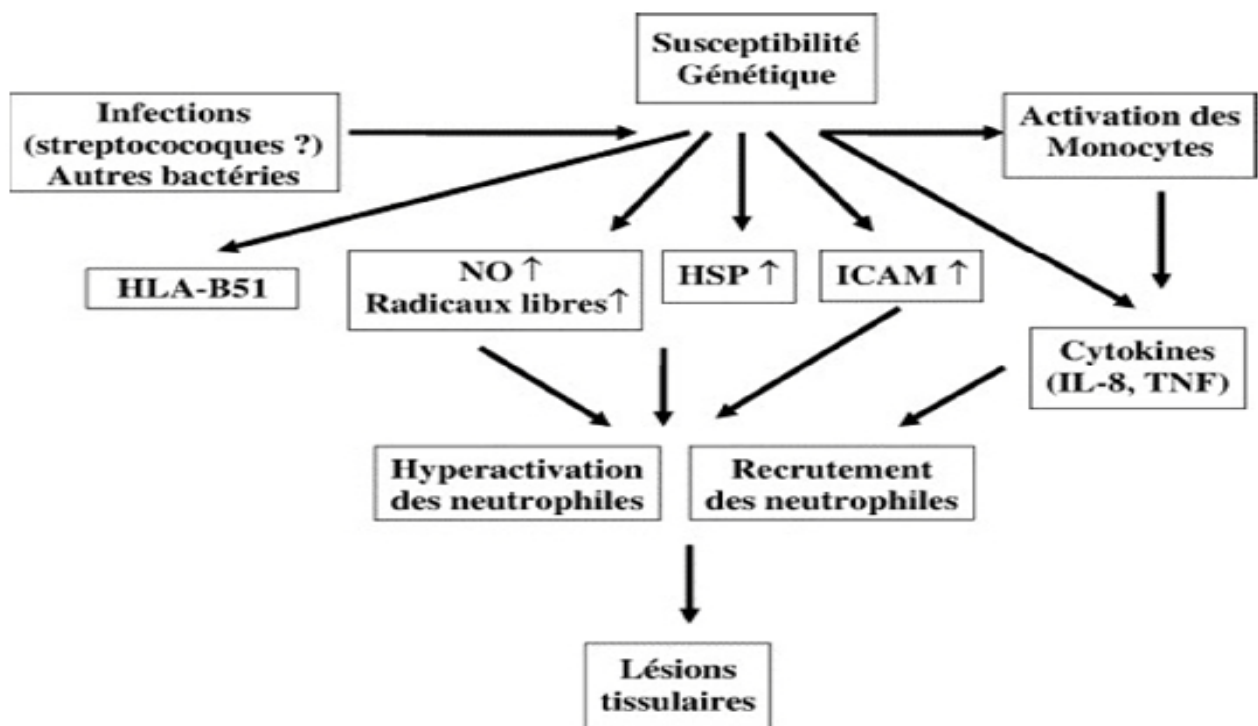 Susceptibilité
Génétique
Infections
(streptococoques ?)
Autres bactéries
Activation des
Monocytes
HLA-B51
NO ↑
Radicaux libres↑
HSP ↑
ICAM ↑
Cytokines
(IL-8, TNF)
Hyperactivation
des neutrophiles
Recrutement
des neutrophiles
Lésions
tissulaires